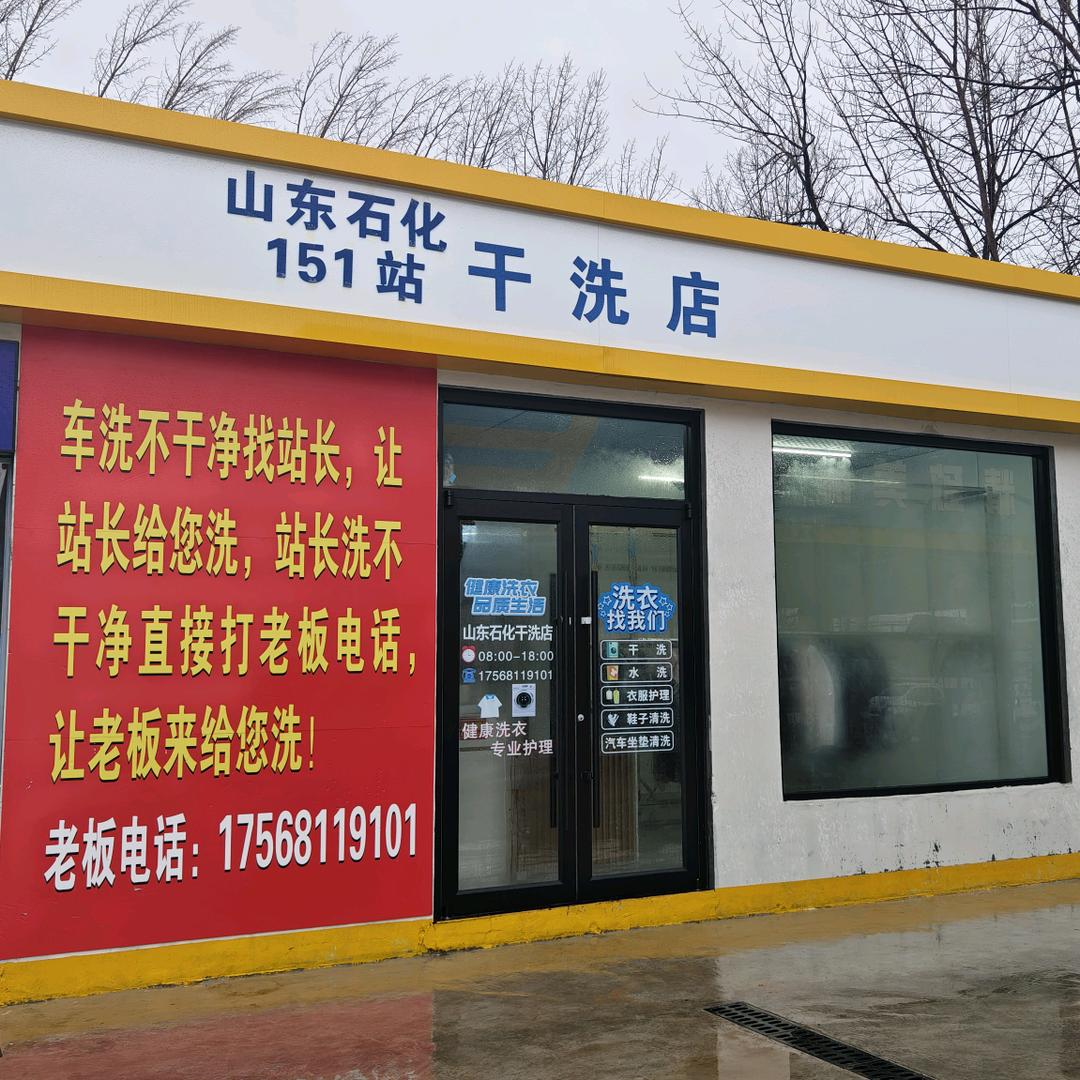 山东石化
151站
干洗店
车洗不干净找站长，让
站长给您洗，站长洗不
干净直接打老板电话，
让老板来给您洗！
老板电话：17568119101
健康洗衣
品质生活
山东石化干洗店
08:00-18:00
17568119101
健康洗衣
专业护理
洗衣
找我们
干 洗
水 洗
衣服护理
鞋子清洗
汽车坐垫清洗